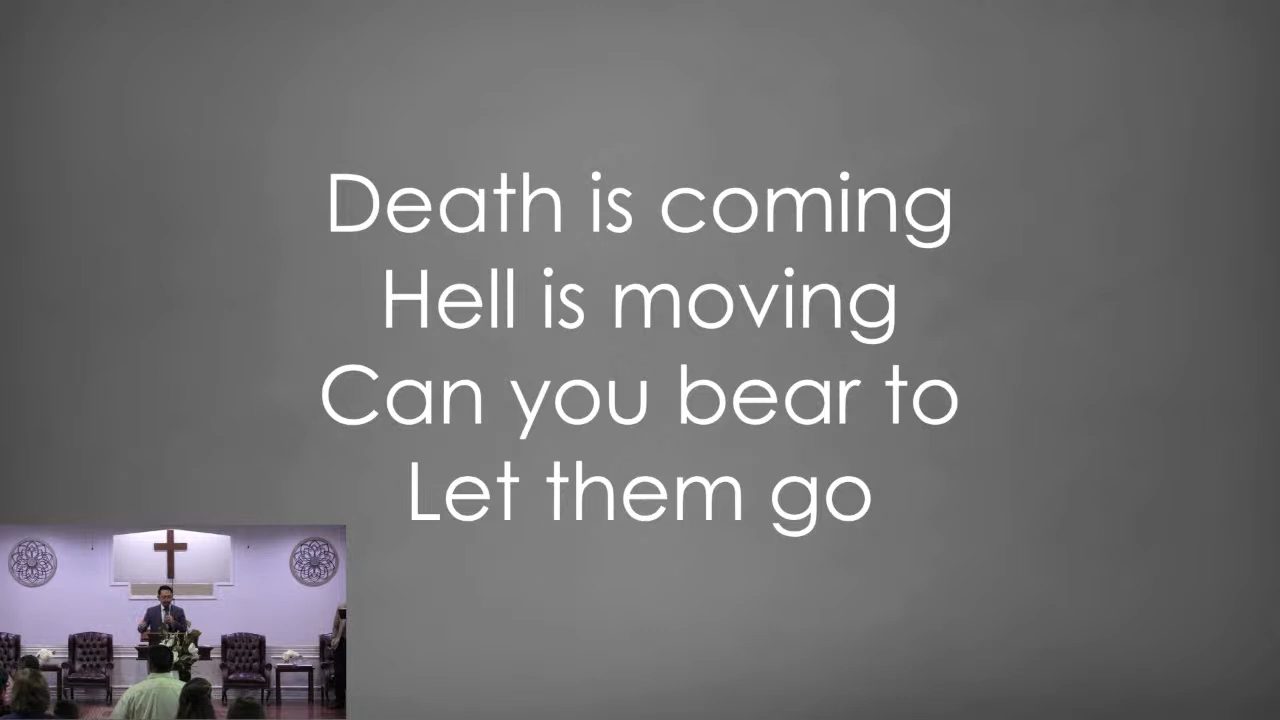 Death is coming
Hell is moving
Can you bear to
Let them go